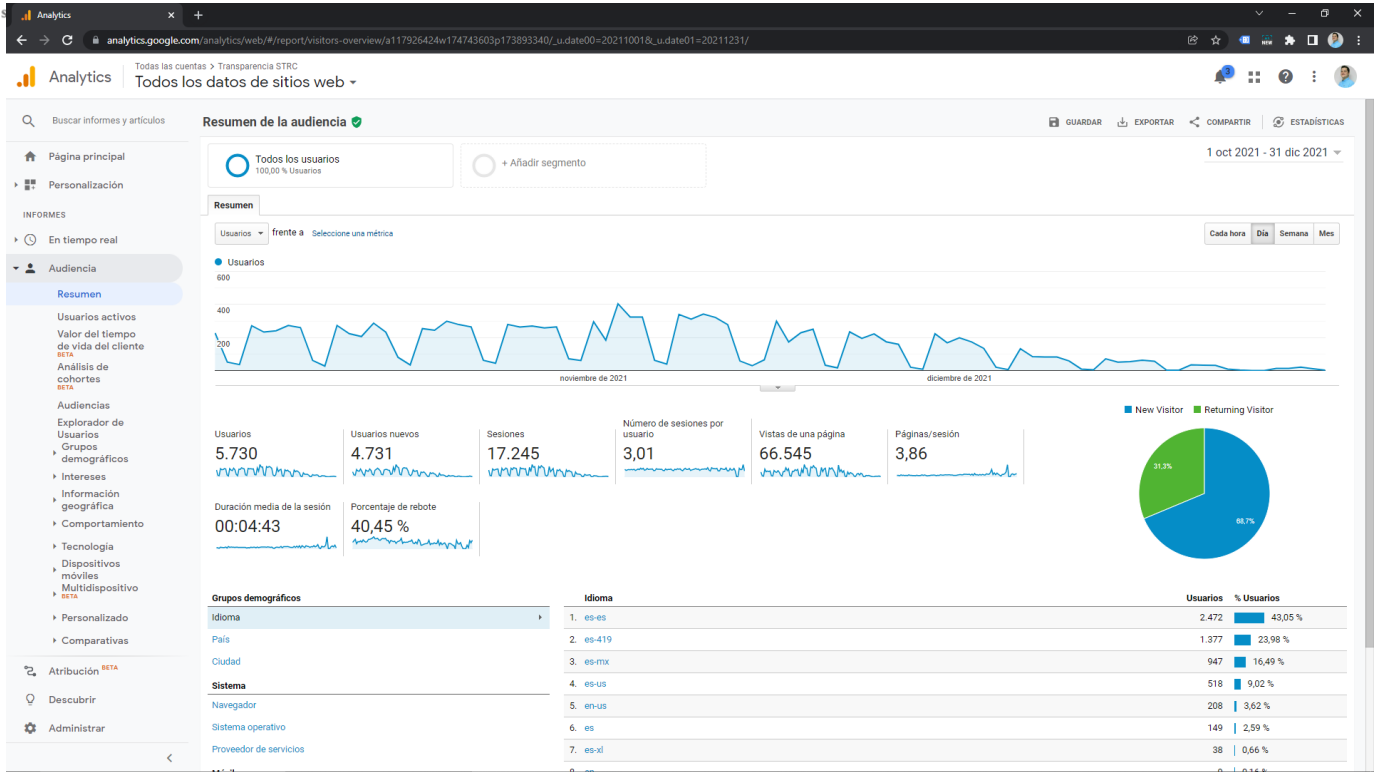 Analytics
analytics.google.com/analytics/web/#/report/visitors-overview/a117926424w174743603p173893340/_u.date00=20211001&_u.date01=20211231/
NEW
Analytics
Todas las cuentas > Transparencia STRC
Todos los datos de sitios web
3
Buscar informes y artículos
Resumen de la audiencia
GUARDAR
EXPORTAR
COMPARTIR
ESTADÍSTICAS
Página principal
Personalización
INFORMES
En tiempo real
Audiencia
Resumen
Usuarios activos
Valor del tiempo
de vida del cliente
BETA
Análisis de
cohortes
BETA
Audiencias
Explorador de
Usuarios
Grupos
demográficos
Intereses
Información
geográfica
Comportamiento
Tecnología
Dispositivos
móviles
Multidispositivo
BETA
Personalizado
Comparativas
Atribución BETA
Descubrir
Administrar
Todos los usuarios
100,00 % Usuarios
+ Añadir segmento
1 oct 2021 - 31 dic 2021
Resumen
Usuarios frente a Seleccione una métrica
Cada hora Día Semana Mes
Usuarios
600
400
200
noviembre de 2021
diciembre de 2021
New Visitor Returning Visitor
31,3%
68,7%
Usuarios
5.730
Usuarios nuevos
4.731
Sesiones
17.245
Número de sesiones por
usuario
3,01
Vistas de una página
66.545
Páginas/sesión
3,86
Duración media de la sesión
00:04:43
Porcentaje de rebote
40,45 %
Grupos demográficos
Idioma
País
Ciudad
Sistema
Navegador
Sistema operativo
Proveedor de servicios
Idioma Usuarios % Usuarios
1. es-es 2.472 43,05 %
2. es-419 1.377 23,98 %
3. es-mx 947 16,49 %
4. es-us 518 9,02 %
5. en-us 208 3,62 %
6. es 149 2,59 %
7. es-xl 38 0,66 %